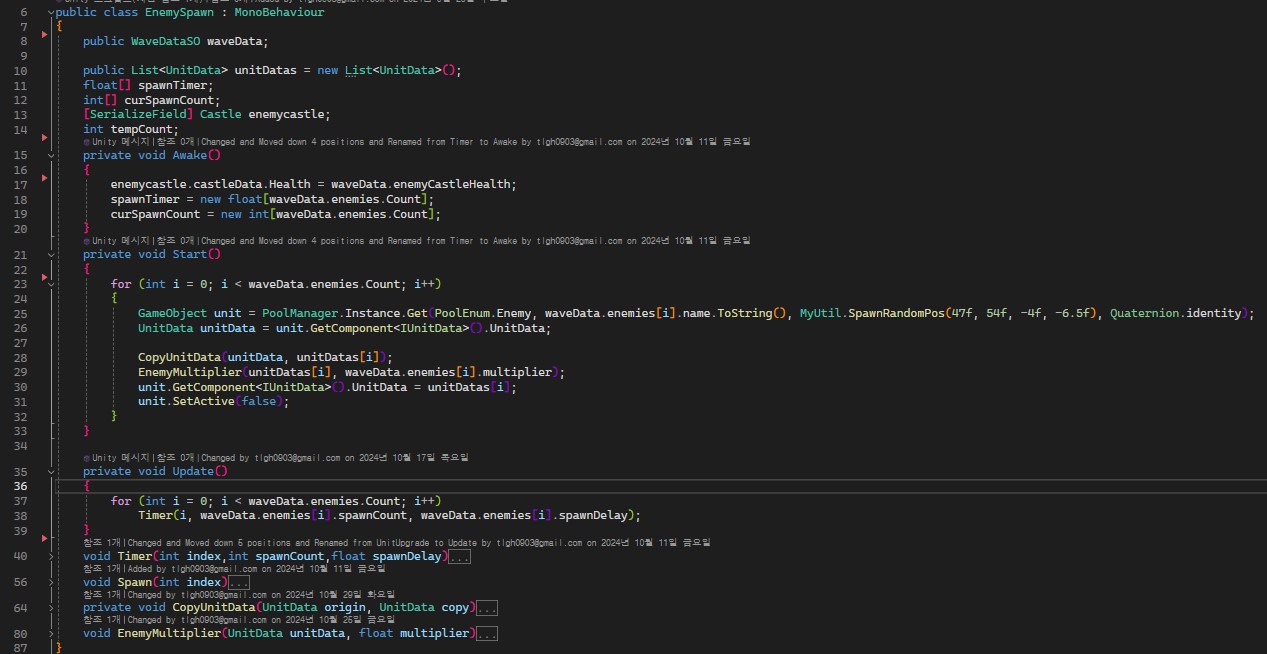 6 public class EnemySpawn : MonoBehaviour
7 {
8 public WaveDataSO waveData;
9
10 public List<UnitData> unitDatas = new List<UnitData>();
11 float[] spawnTimer;
12 int[] curSpawnCount;
13 [SerializeField] Castle enemycastle;
14 int tempCount;
Unity 메시지|참조 0개|Changed and Moved down 4 positions and Renamed from Timer to Awake by tlgh0903@gmail.com on 2024년 10월 11일 금요일
15 private void Awake()
16 {
17 enemycastle.castleData.Health = waveData.enemyCastleHealth;
18 spawnTimer = new float[waveData.enemies.Count];
19 curSpawnCount = new int[waveData.enemies.Count];
20 }
Unity 메시지|참조 0개|Changed and Moved down 4 positions and Renamed from Timer to Awake by tlgh0903@gmail.com on 2024년 10월 11일 금요일
21 private void Start()
22 {
23 for (int i = 0; i < waveData.enemies.Count; i++)
24 {
25 GameObject unit = PoolManager.Instance.Get(PoolEnum.Enemy, waveData.enemies[i].name.ToString(), MyUtil.SpawnRandomPos(47f, 54f, -4f, -6.5f), Quaternion.identity);
26 UnitData unitData = unit.GetComponent<IUnitData>().UnitData;
27
28 CopyUnitData(unitData, unitDatas[i]);
29 EnemyMultiplier(unitDatas[i], waveData.enemies[i].multiplier);
30 unit.GetComponent<IUnitData>().UnitData = unitDatas[i];
31 unit.SetActive(false);
32 }
33 }
34
Unity 메시지|참조 0개|Changed by tlgh0903@gmail.com on 2024년 10월 17일 목요일
35 private void Update()
36 {
37 for (int i = 0; i < waveData.enemies.Count; i++)
38 Timer(i, waveData.enemies[i].spawnCount, waveData.enemies[i].spawnDelay);
39 }
참조 1개|Changed and Moved down 5 positions and Renamed from UnitUpgrade to Update by tlgh0903@gmail.com on 2024년 10월 11일 금요일
40 void Timer(int index,int spawnCount,float spawnDelay)...
참조 1개|Added by tlgh0903@gmail.com on 2024년 10월 11일 금요일
56 void Spawn(int index)...
참조 1개|Changed by tlgh0903@gmail.com on 2024년 10월 29일 화요일
64 private void CopyUnitData(UnitData origin, UnitData copy)...
참조 1개|Changed by tlgh0903@gmail.com on 2024년 10월 25일 금요일
80 void EnemyMultiplier(UnitData unitData, float multiplier)...
87 }